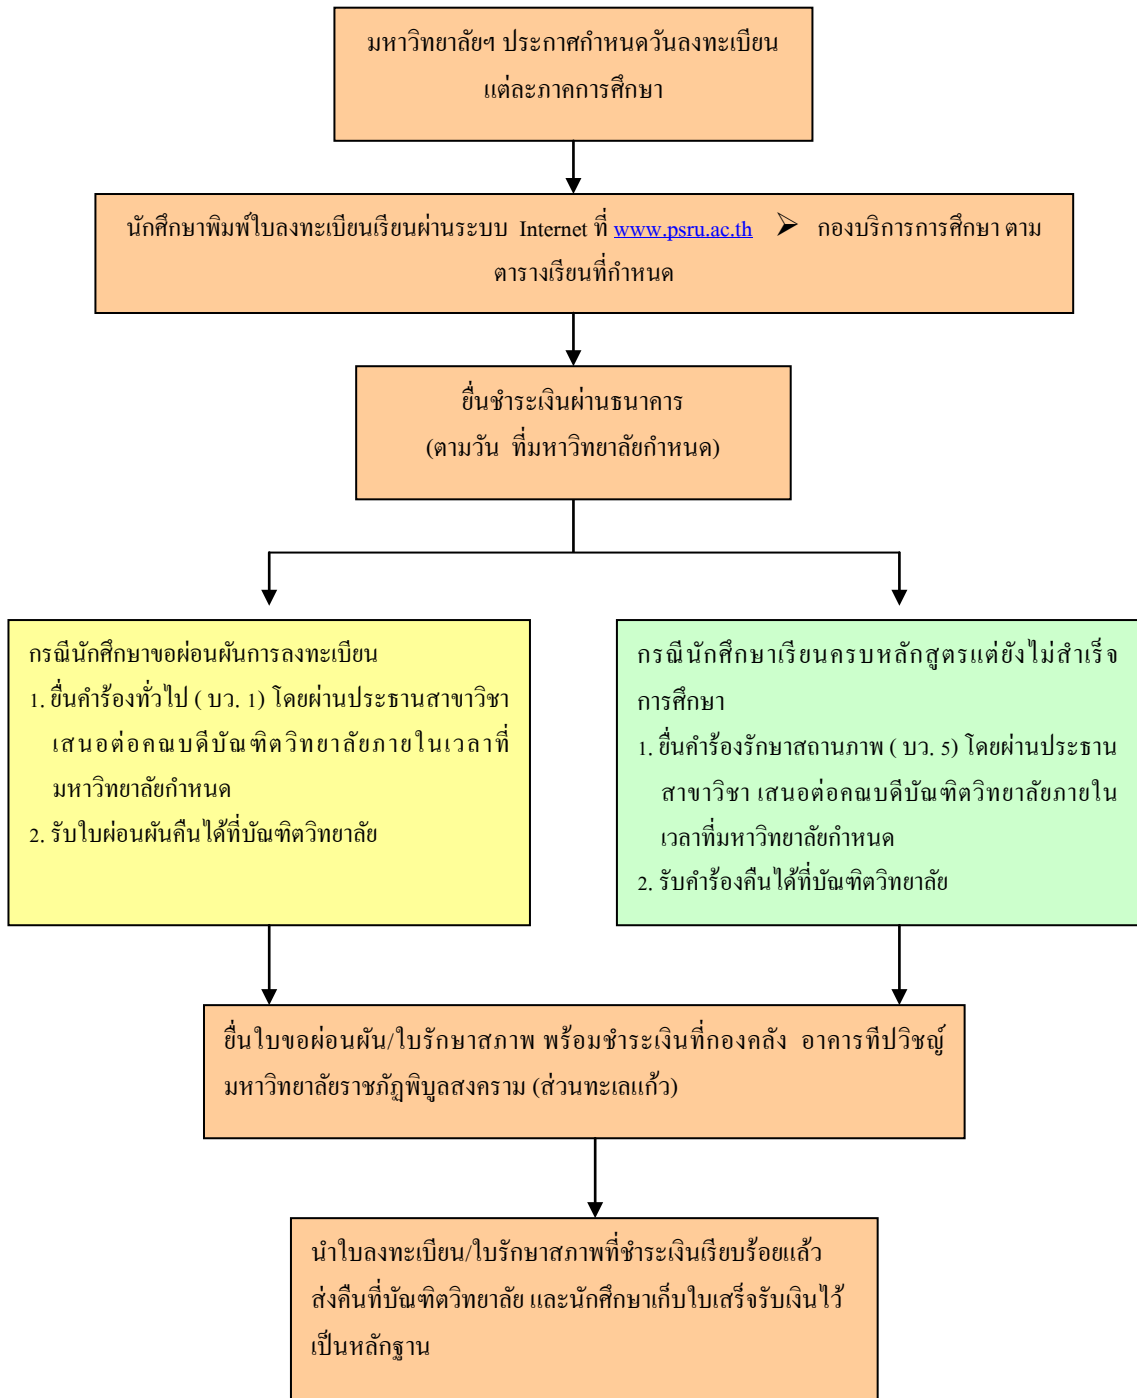 มหาวิทยาลัยฯ ประกาศกำหนดวันลงทะเบียน
แต่ละภาคการศึกษา
นักศึกษาพิมพ์ใบลงทะเบียนเรียนผ่านระบบ Internet ที่ www.psru.ac.th ➢ กองบริการการศึกษา ตาม
ตารางเรียนที่กำหนด
ยื่นชำระเงินผ่านธนาคาร
(ตามวัน ที่มหาวิทยาลัยกำหนด)
กรณีนักศึกษาขอผ่อนผันการลงทะเบียน
1. ยื่นคำร้องทั่วไป ( บว. 1) โดยผ่านประธานสาขาวิชา
เสนอต่อคณบดีบัณฑิตวิทยาลัยภายในเวลาที่
มหาวิทยาลัยกำหนด
2. รับใบผ่อนผันคืนได้ที่บัณฑิตวิทยาลัย
กรณีนักศึกษาเรียนครบหลักสูตรแต่ยังไม่สำเร็จ
การศึกษา
1. ยื่นคำร้องรักษาสถานภาพ ( บว. 5) โดยผ่านประธาน
สาขาวิชา เสนอต่อคณบดีบัณฑิตวิทยาลัยภายใน
เวลาที่มหาวิทยาลัยกำหนด
2. รับคำร้องคืนได้ที่บัณฑิตวิทยาลัย
ยื่นใบขอผ่อนผัน/ใบรักษาสภาพ พร้อมชำระเงินที่กองคลัง อาคารทีปวิชญ์
มหาวิทยาลัยราชภัฏพิบูลสงคราม (ส่วนทะเลแก้ว)
นำใบลงทะเบียน/ใบรักษาสภาพที่ชำระเงินเรียบร้อยแล้ว
ส่งคืนที่บัณฑิตวิทยาลัย และนักศึกษาเก็บใบเสร็จรับเงินไว้
เป็นหลักฐาน